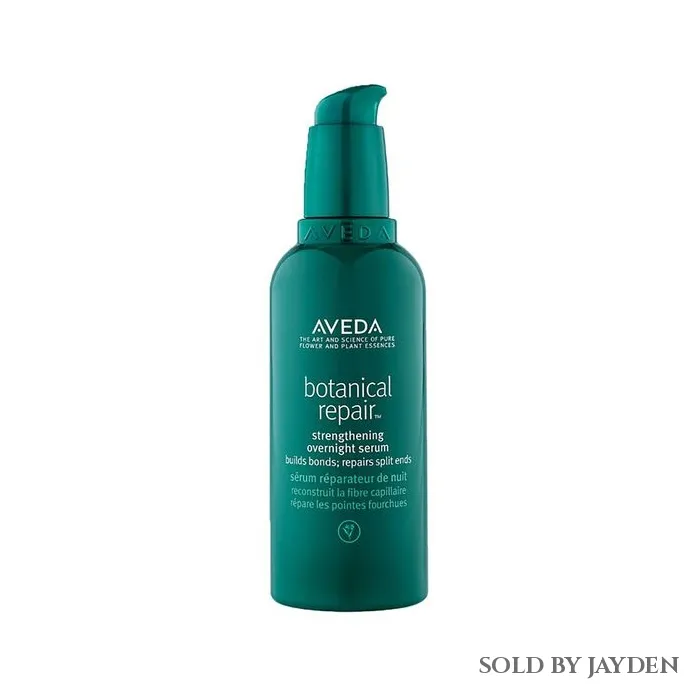 AVEDA
AVEDA
THE ART AND SCIENCE OF PURE
FLOWER AND PLANT ESSENCES
botanical
repair™
strengthening
overnight serum
builds bonds; repairs split ends
sérum réparateur de nuit
reconstruit la fibre capillaire
répare les pointes fourchues
SOLD BY JAYDEN